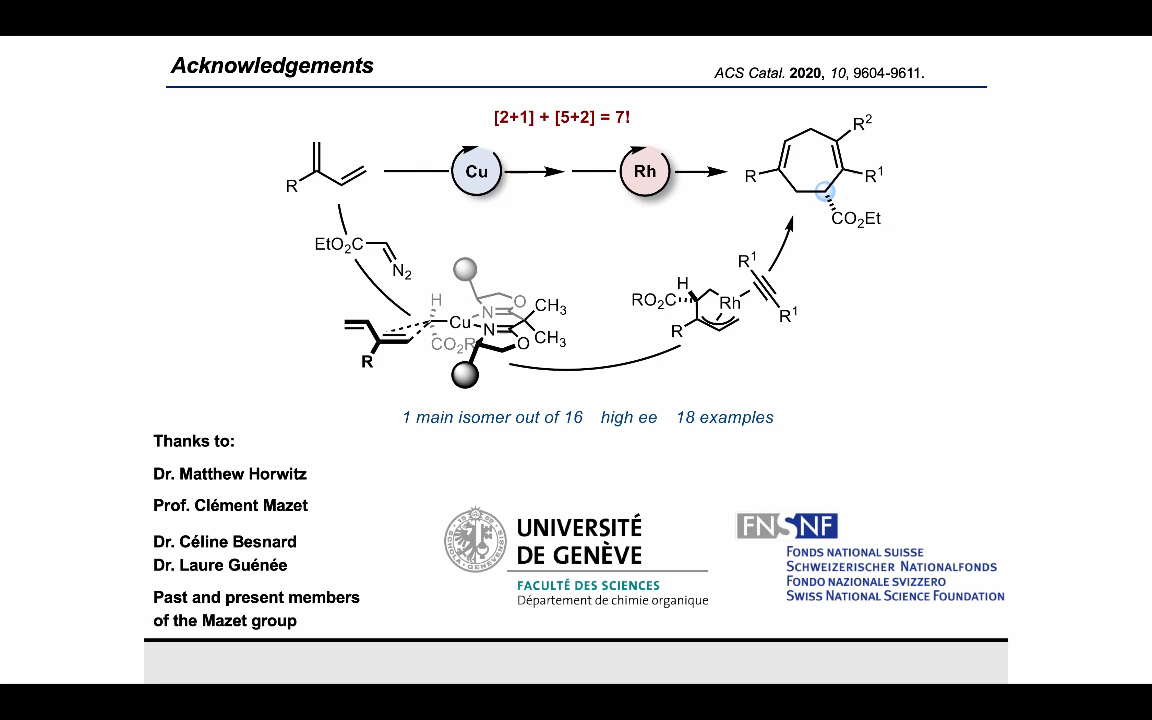 Acknowledgements
ACS Catal. 2020, 10, 9604-9611.
[2+1] + [5+2] = 7!
R
Cu
Rh
R
R2
R1
CO2Et
EtO2C
N2
H
Cu
CO2R
R
N
O
N
O
CH3
CH3
H
RO2C
R
Rh
R1
R1
1 main isomer out of 16 high ee 18 examples
Thanks to:
Dr. Matthew Horwitz
Prof. Clément Mazet
Dr. Céline Besnard
Dr. Laure Guénée
Past and present members
of the Mazet group
UNIVERSITÉ
DE GENÈVE
FACULTÉ DES SCIENCES
Département de chimie organique
FNSNF
FONDS NATIONAL SUISSE
SCHWEIZERISCHER NATIONALFONDS
FONDO NAZIONALE SVIZZERO
SWISS NATIONAL SCIENCE FOUNDATION